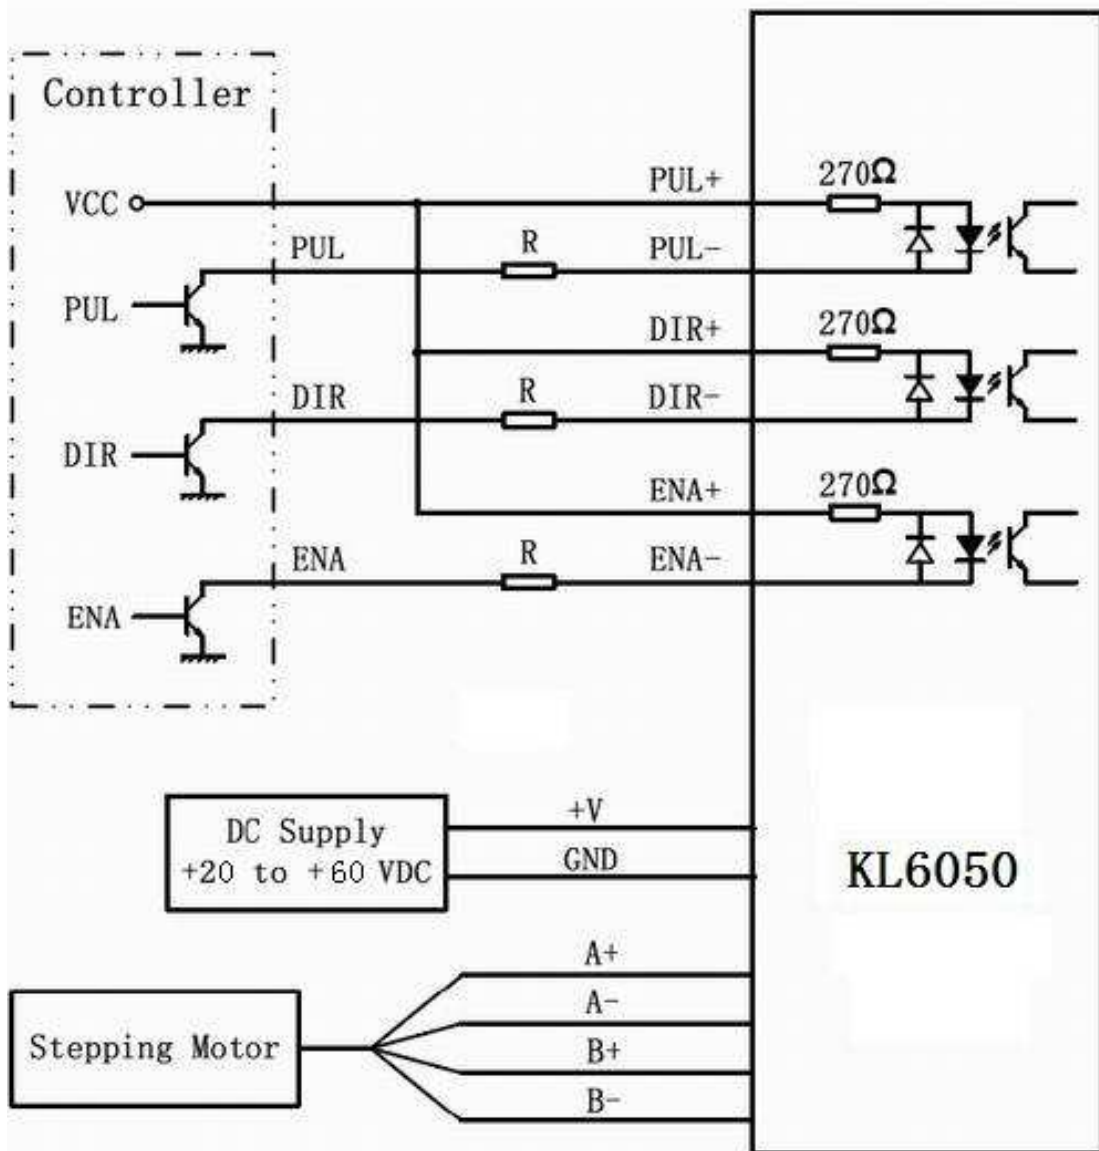 Controller
VCC
PUL+
270Ω
PUL
R
PUL-
PUL
DIR+
270Ω
DIR
R
DIR-
DIR
ENA+
270Ω
ENA
R
ENA-
ENA
DC Supply
+20 to +60 VDC
+V
GND
KL6050
Stepping Motor
A+
A-
B+
B-